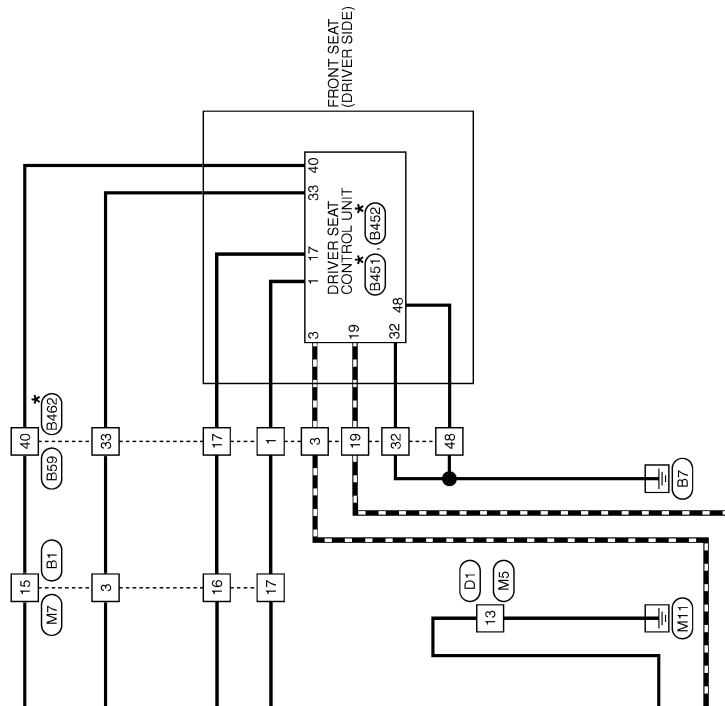 FRONT SEAT
(DRIVER SIDE)
40
33
17
1
DRIVER SEAT
CONTROL UNIT
* *
B451 , B452
48
3
19
32
*
B462
40
33
17
1
3
19
32
48
B59
B7
B1
15
3
16
17
M7
D1
M5
13
M11